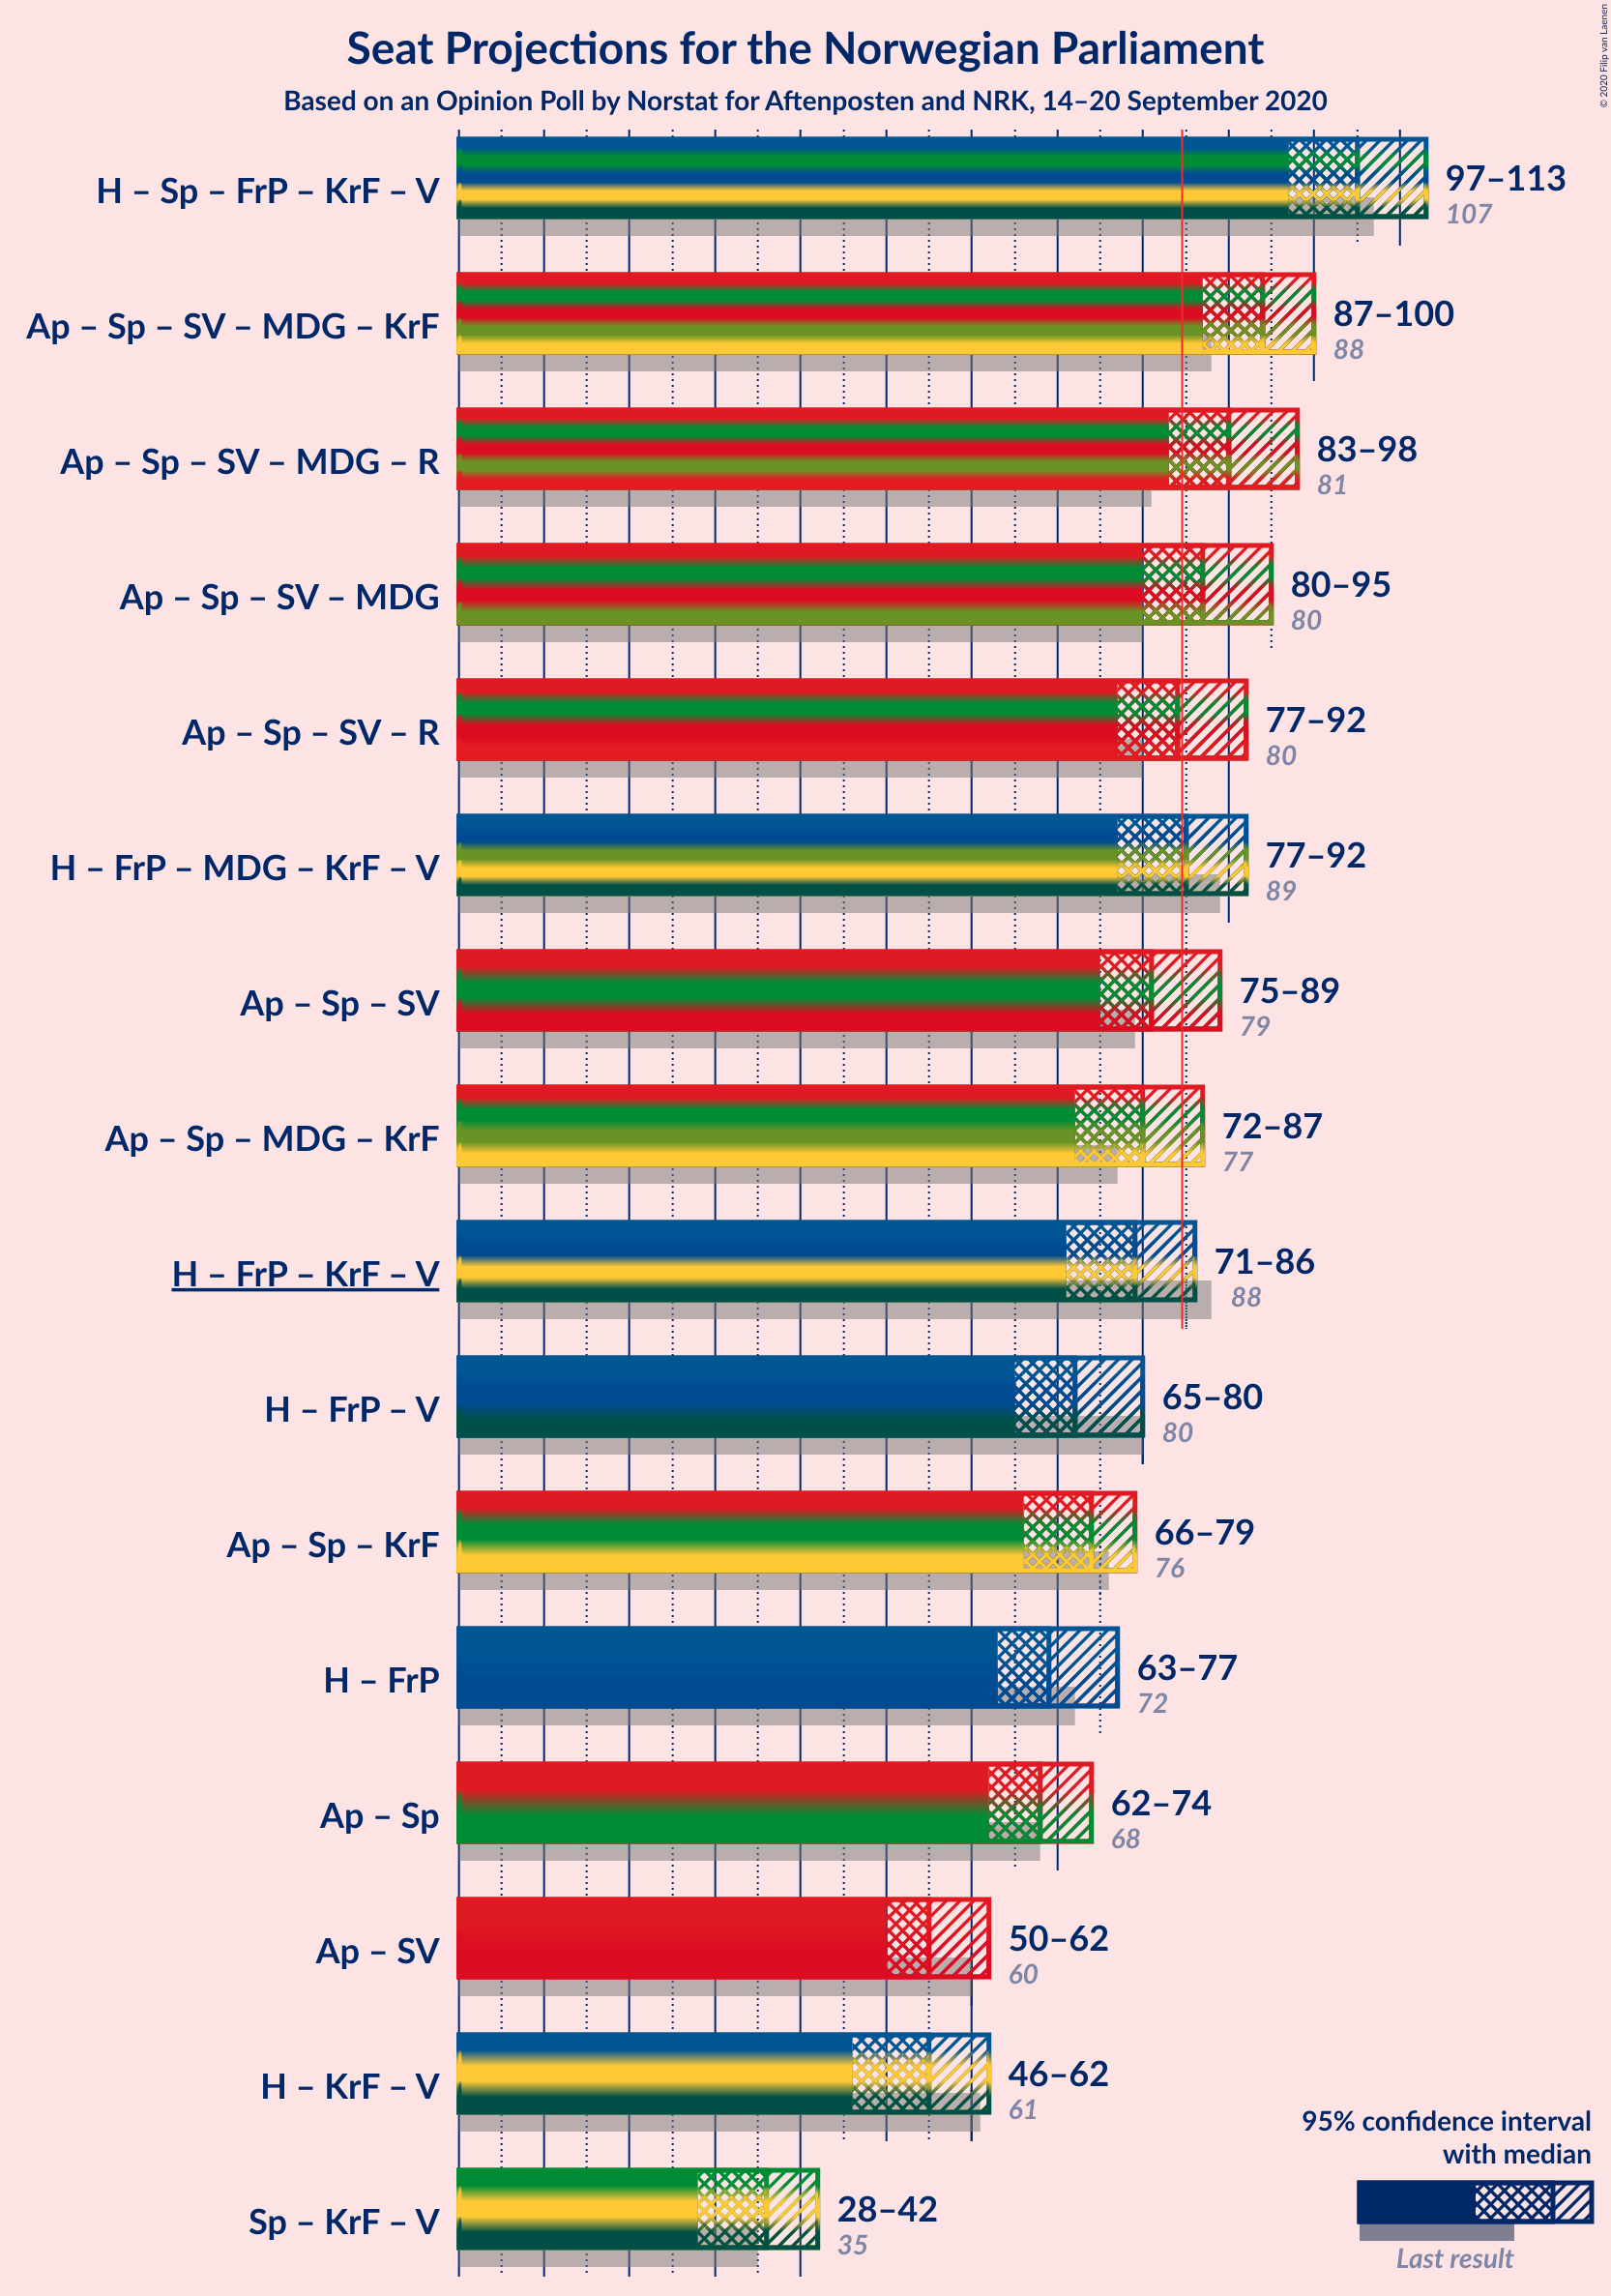 Seat Projections for the Norwegian Parliament
Based on an Opinion Poll by Norstat for Aftenposten and NRK, 14–20 September 2020
© 2020 Filip van Laenen
H – Sp – FrP – KrF – V
97–113
107
Ap – Sp – SV – MDG – KrF
87–100
88
Ap – Sp – SV – MDG – R
83–98
81
Ap – Sp – SV – MDG
80–95
80
Ap – Sp – SV – R
77–92
80
H – FrP – MDG – KrF – V
77–92
89
Ap – Sp – SV
75–89
79
Ap – Sp – MDG – KrF
72–87
77
H – FrP – KrF – V
71–86
88
H – FrP – V
65–80
80
Ap – Sp – KrF
66–79
76
H – FrP
63–77
72
Ap – Sp
62–74
68
Ap – SV
50–62
60
H – KrF – V
46–62
61
Sp – KrF – V
28–42
35
95% confidence interval
with median
Last result